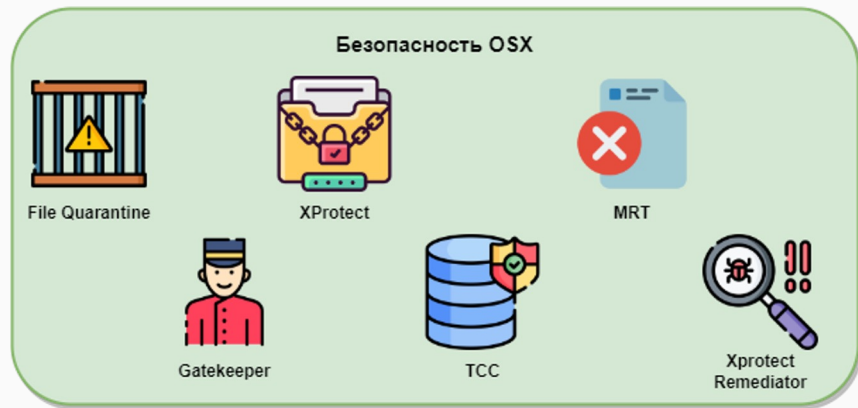 Безопасность OSX
File Quarantine
XProtect
MRT
Gatekeeper
TCC
Xprotect
Remediator